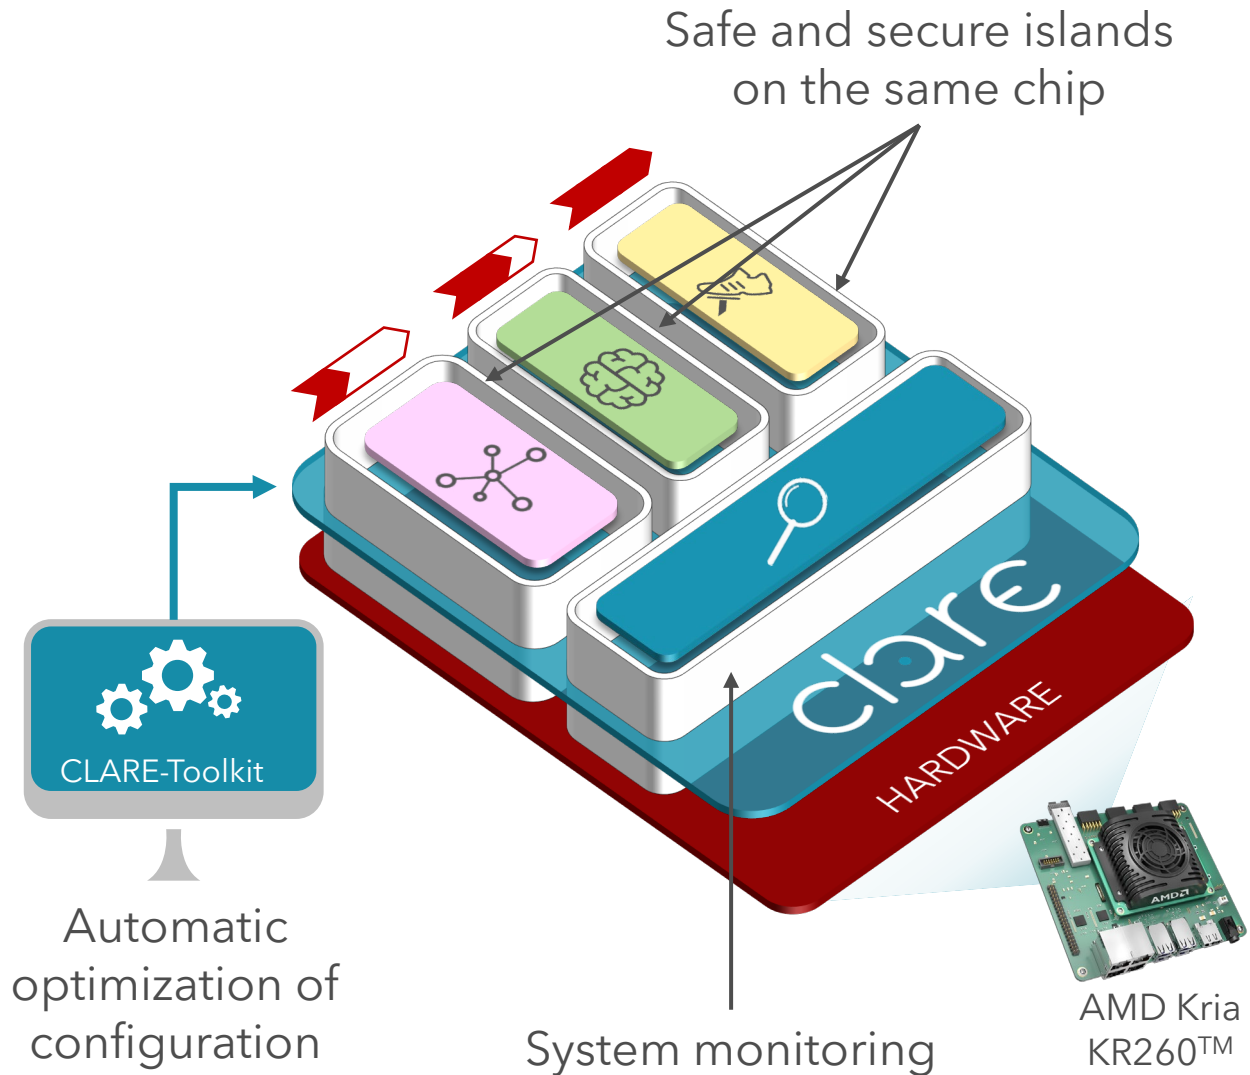 Safe and secure islands
on the same chip
clare
HARDWARE
CLARE-Toolkit
AMD
Automatic
optimization of
configuration
System monitoring
AMD Kria
KR260™